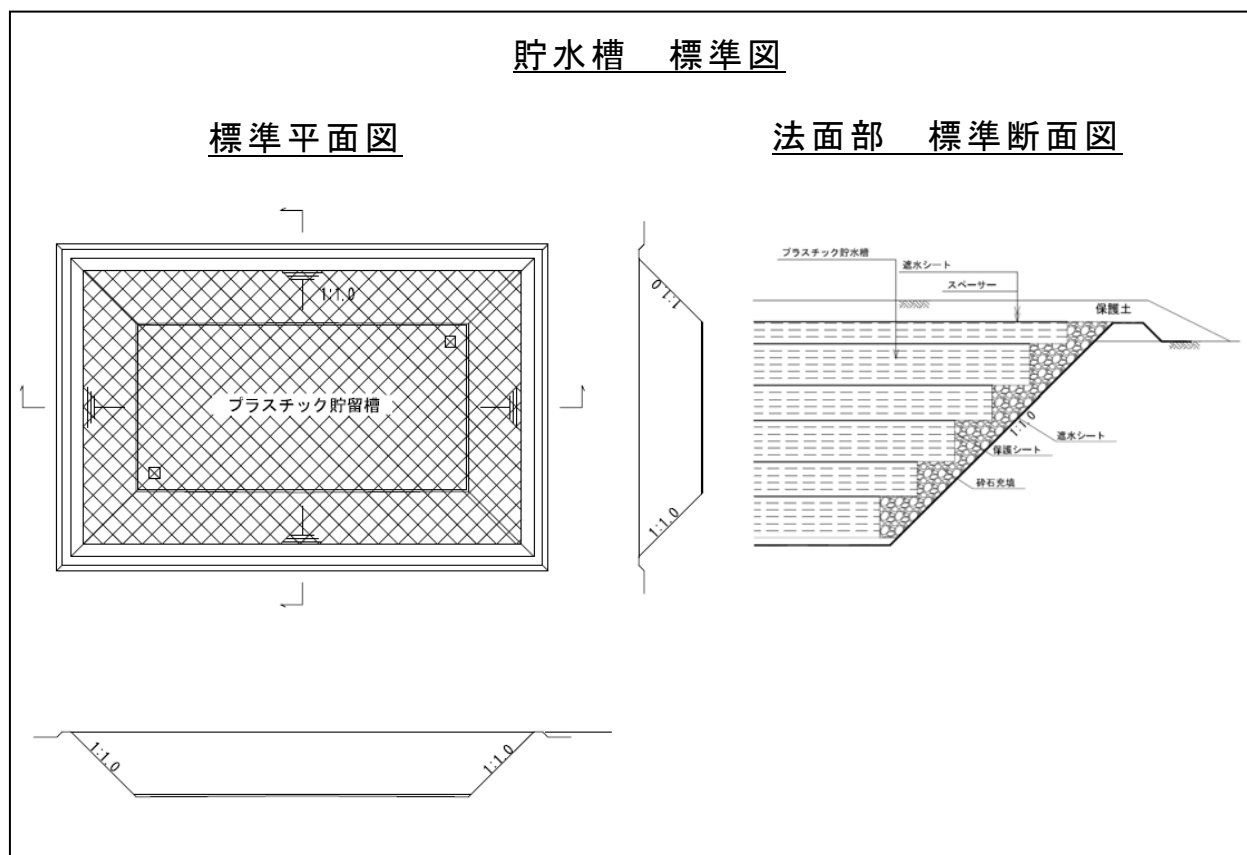 貯水槽　標準図
標準平面図
法面部　標準断面図
1:1.0
プラスチック貯留槽
1:1.0
1:1.0
プラスチック貯水槽
遮水シート
スペーサー
保護土
1:1.0
遮水シート
保護シート
砕石充填
1:1.0
1:1.0